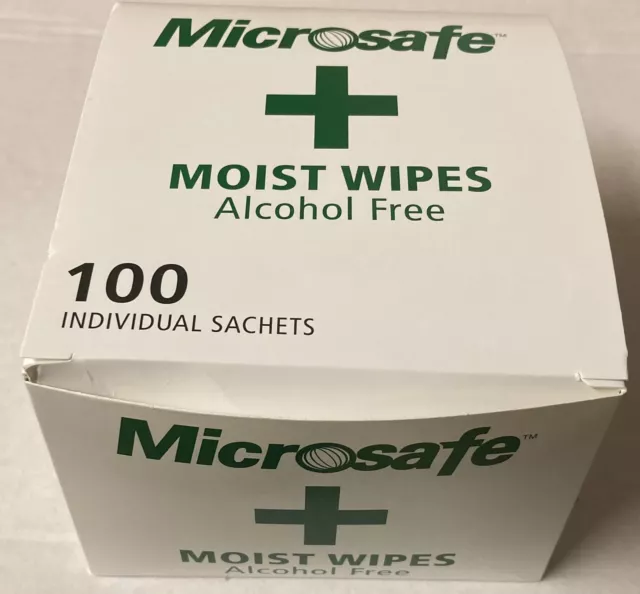 Microsafe™
MOIST WIPES
Alcohol Free
100
INDIVIDUAL SACHETS
Microsafe™
MOIST WIPES
Alcohol Free